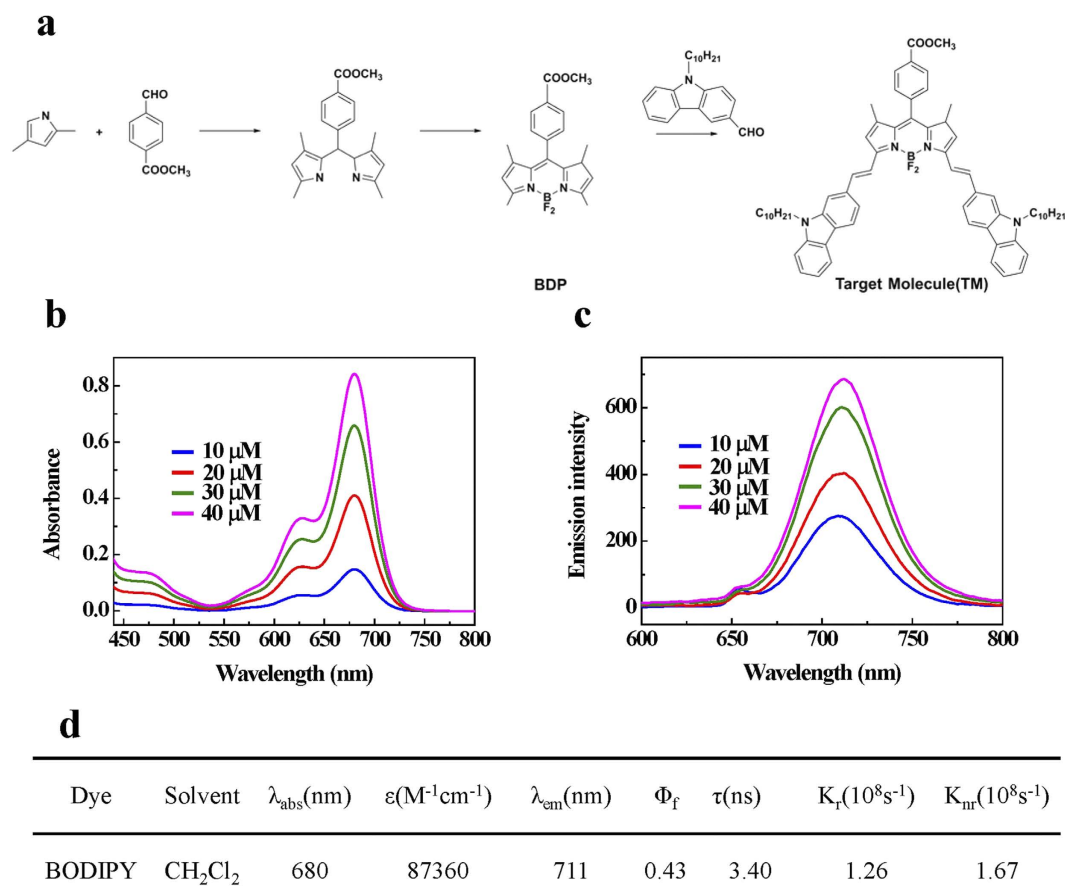 a
N
+
CHO
COOCH₃
COOCH₃
N
N
COOCH₃
N
B
N
F₂
BDP
C₁₀H₂₁
N
CHO
COOCH₃
N
B
N
F₂
C₁₀H₂₁
N
N
C₁₀H₂₁
Target Molecule(TM)
b
Absorbance
0.8
0.6
0.4
0.2
0.0
10 μM
20 μM
30 μM
40 μM
450 500 550 600 650 700 750 800
Wavelength (nm)
c
Emission intensity
600
400
200
0
10 μM
20 μM
30 μM
40 μM
600 650 700 750 800
Wavelength (nm)
d
Dye Solvent λabs(nm) ε(M⁻¹cm⁻¹) λem(nm) Φf τ(ns) Kr(10⁸s⁻¹) Knr(10⁸s⁻¹)
BODIPY CH₂Cl₂ 680 87360 711 0.43 3.40 1.26 1.67